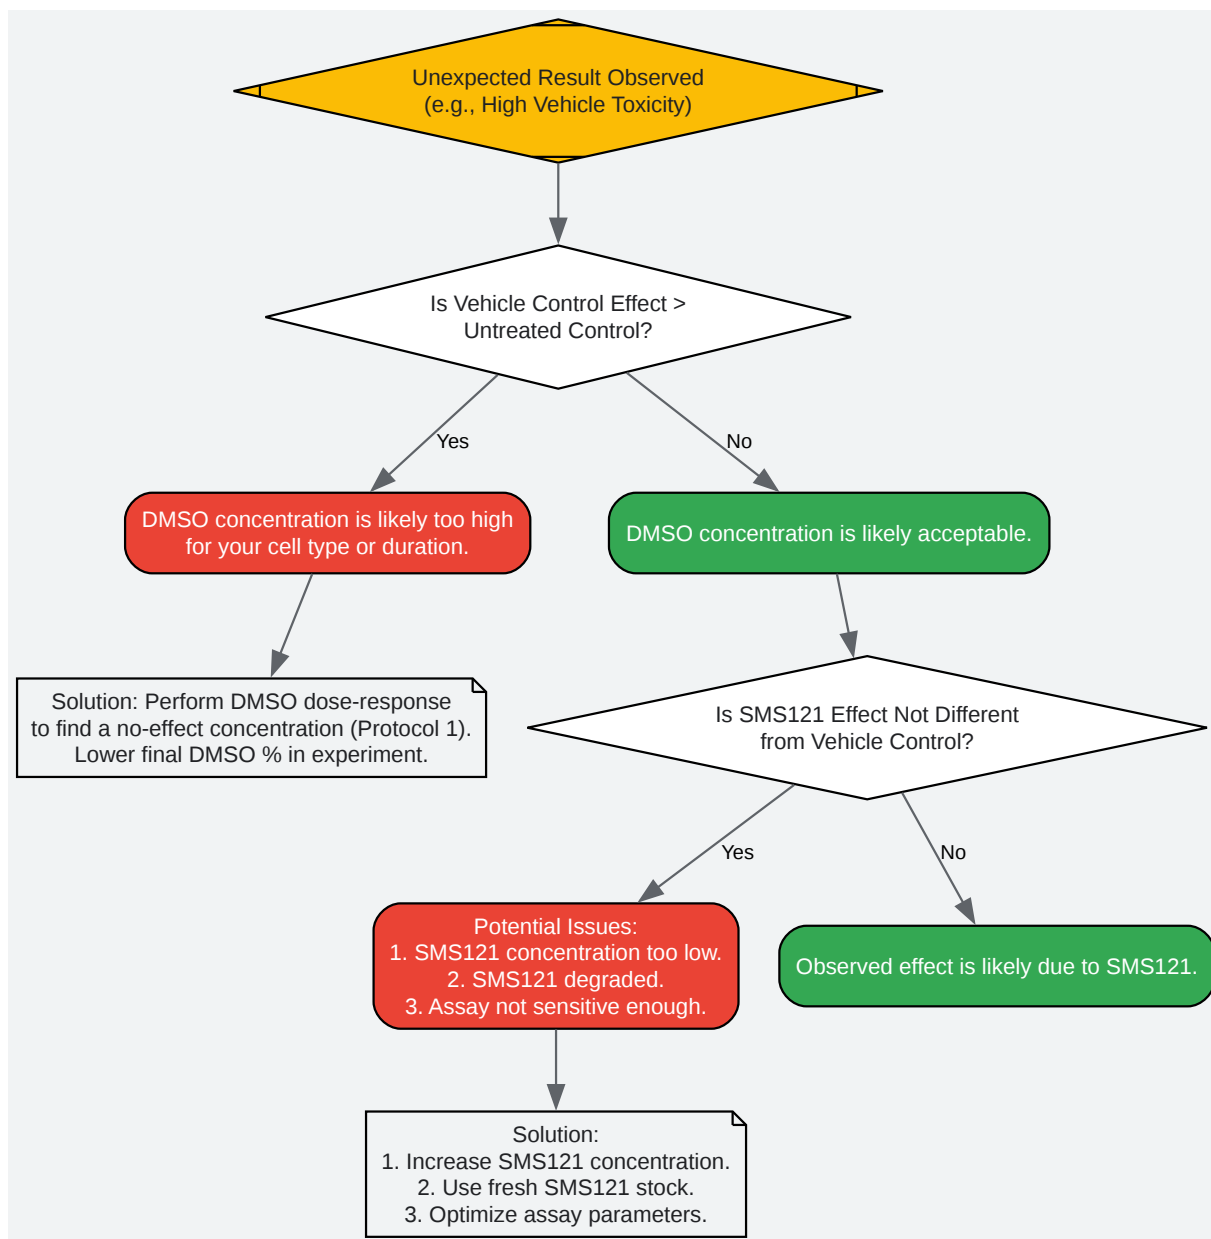 Unexpected Result Observed
(e.g., High Vehicle Toxicity)
Is Vehicle Control Effect >
Untreated Control?
Yes
No
DMSO concentration is likely too high
for your cell type or duration.
DMSO concentration is likely acceptable.
Solution: Perform DMSO dose-response
to find a no-effect concentration (Protocol 1).
Lower final DMSO % in experiment.
Is SMS121 Effect Not Different
from Vehicle Control?
Yes
No
Potential Issues:
1. SMS121 concentration too low.
2. SMS121 degraded.
3. Assay not sensitive enough.
Observed effect is likely due to SMS121.
Solution:
1. Increase SMS121 concentration.
2. Use fresh SMS121 stock.
3. Optimize assay parameters.